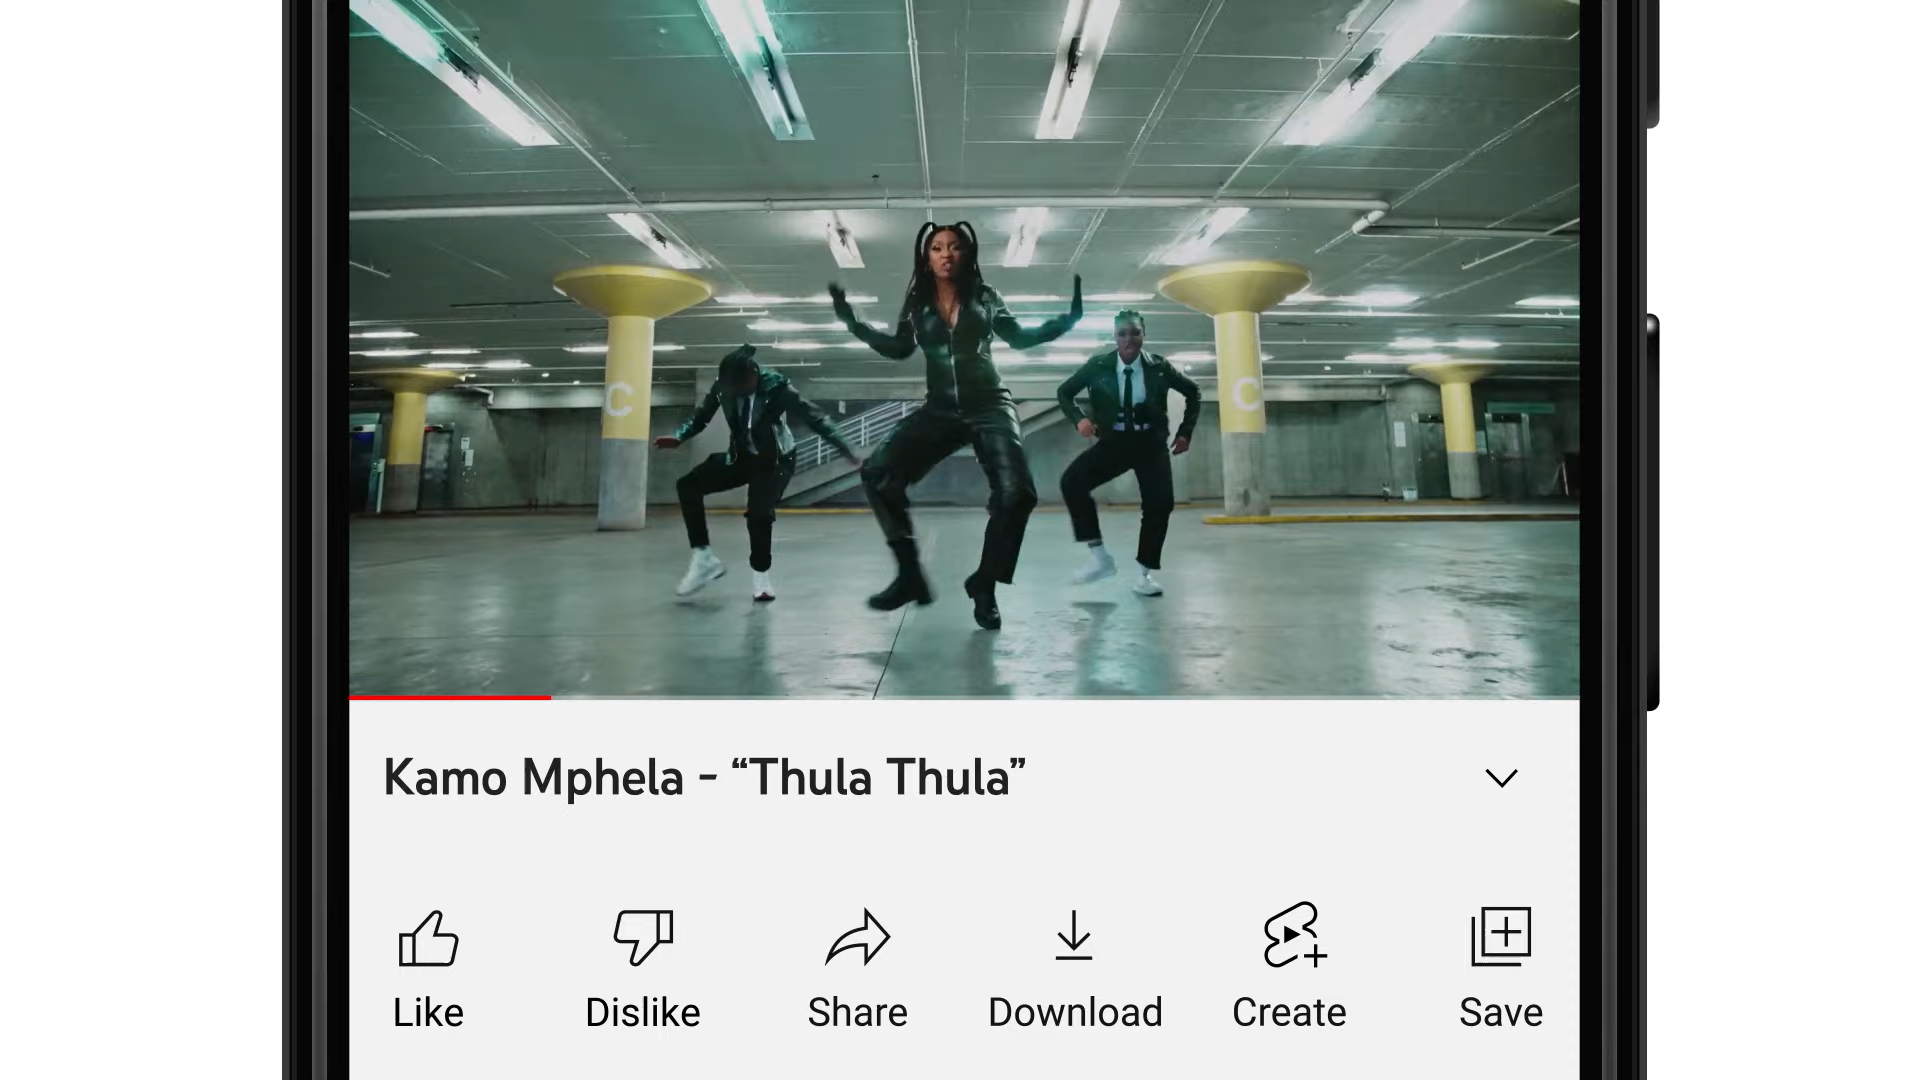 C
C
Kamo Mphela - “Thula Thula”
Like
Dislike
Share
Download
Create
Save